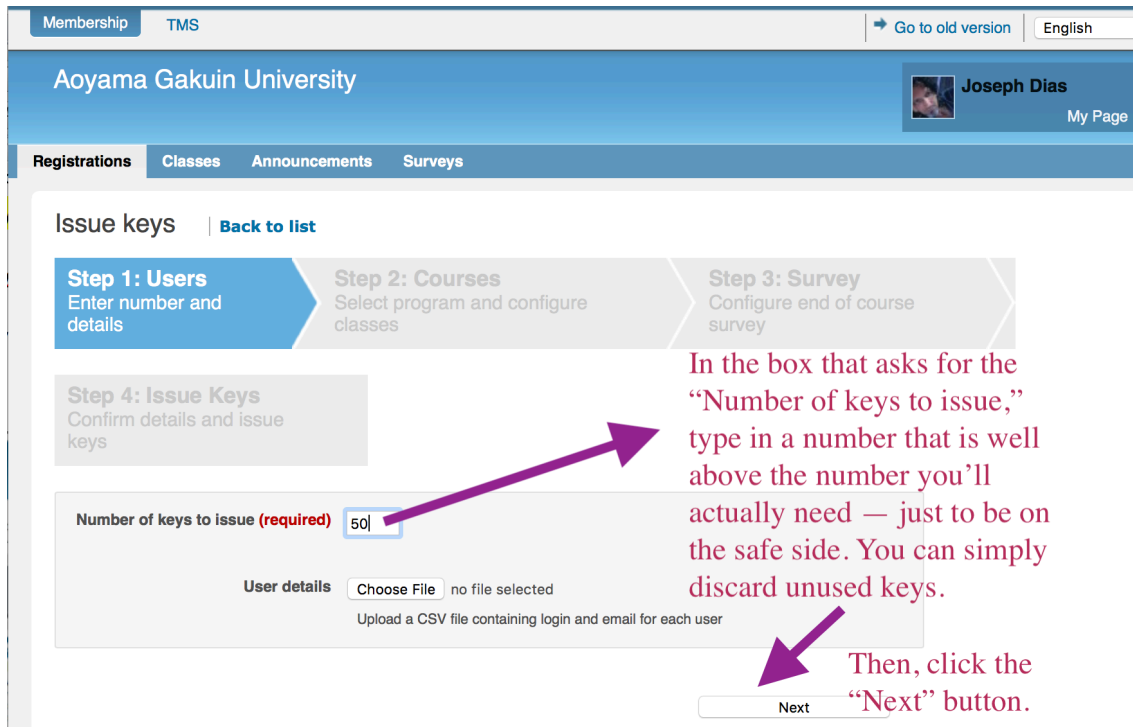 Membership TMS Go to old version English
Aoyama Gakuin University
Joseph Dias
My Page
Registrations Classes Announcements Surveys
Issue keys Back to list
Step 1: Users
Enter number and
details
Step 2: Courses
Select program and configure
classes
Step 3: Survey
Configure end of course
survey
Step 4: Issue Keys
Confirm details and issue
keys
In the box that asks for the
“Number of keys to issue,”
type in a number that is well
above the number you’ll
actually need — just to be on
the safe side. You can simply
discard unused keys.
Number of keys to issue (required) 50
User details Choose File no file selected
Upload a CSV file containing login and email for each user
Then, click the
“Next” button.
Next